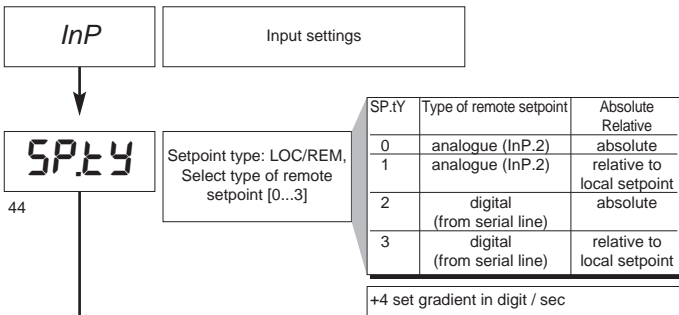 InP
Input settings
SP.tY
44
Setpoint type: LOC/REM,
Select type of remote
setpoint [0...3]
SP.tY Type of remote setpoint Absolute
Relative
0 analogue (InP.2) absolute
1 analogue (InP.2) relative to
local setpoint
2 digital absolute
(from serial line)
3 digital relative to
(from serial line) local setpoint
+4 set gradient in digit / sec